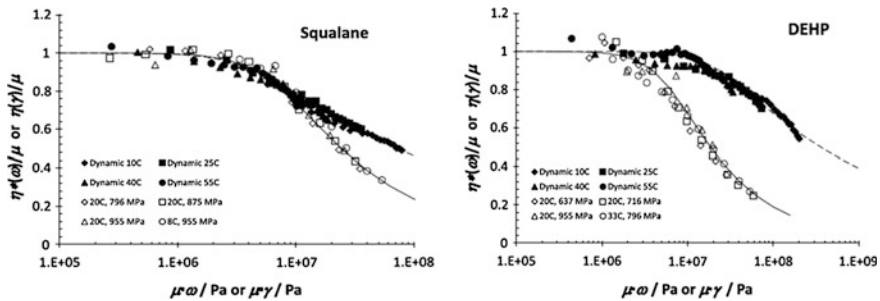 Squalane
η*(ω)/μ or η(γ̇)/μ
1.2
1
0.8
0.6
0.4
0.2
0
◆Dynamic 10C ■Dynamic 25C
▲Dynamic 40C ●Dynamic 55C
◇20C, 796 MPa □20C, 875 MPa
△20C, 955 MPa ○8C, 955 MPa
1.E+05 1.E+06 1.E+07 1.E+08
μ·ω / Pa or μ·γ̇ / Pa
DEHP
η*(ω)/μ or η(γ̇)/μ
1.2
1
0.8
0.6
0.4
0.2
0
◆Dynamic 10C ■Dynamic 25C
▲Dynamic 40C ●Dynamic 55C
◇20C, 637 MPa □20C, 716 MPa
△20C, 955 MPa ○33C, 796 MPa
1.E+05 1.E+06 1.E+07 1.E+08 1.E+09
μ·ω / Pa or μ·γ̇ / Pa